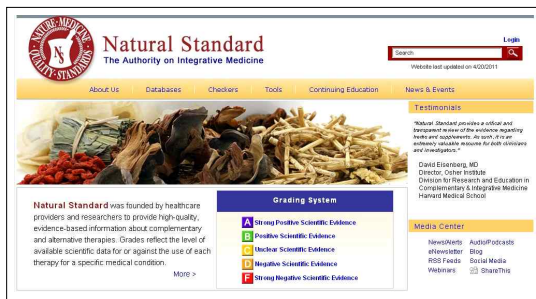 NATURE • MEDICINE
QUALITY • STANDARDS
NS
Natural Standard
The Authority on Integrative Medicine
Login
Search
Website last updated on 4/20/2011
About Us Databases Checkers Tools Continuing Education News & Events
Testimonials
"Natural Standard provides a critical and
transparent review of the evidence regarding
herbs and supplements. As such, it is an
extremely valuable resource for both clinicians
and investigators."
David Eisenberg, MD
Director, Osher Institute
Division for Research and Education in
Complementary & Integrative Medicine
Harvard Medical School
Natural Standard was founded by healthcare
providers and researchers to provide high-quality,
evidence-based information about complementary
and alternative therapies. Grades reflect the level of
available scientific data for or against the use of each
therapy for a specific medical condition.
More >
Grading System
A Strong Positive Scientific Evidence
B Positive Scientific Evidence
C Unclear Scientific Evidence
D Negative Scientific Evidence
F Strong Negative Scientific Evidence
Media Center
News/Alerts Audio/Podcasts
eNewsletter Blog
RSS Feeds Social Media
Webinars ShareThis